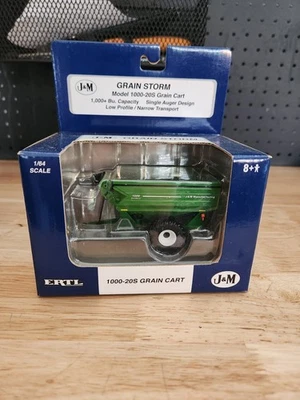 J&M
GRAIN STORM
Model 1000-20S Grain Cart
1,000+ Bu. Capacity Single Auger Design
Low Profile / Narrow Transport
1/64
SCALE
8+
ERTL
1000-20S GRAIN CART
J&M